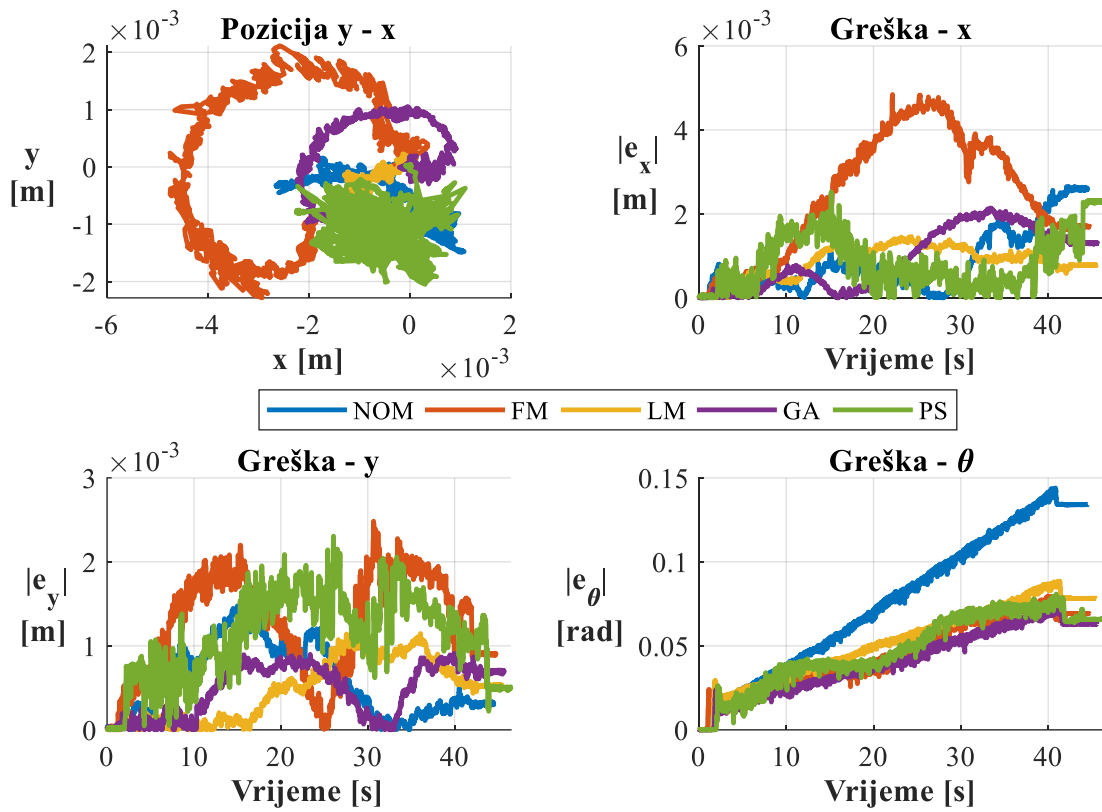 ×10⁻³
Pozicija y - x
2
1
0
-1
-2
y
[m]
-6
-4
-2
0
2
x [m]
×10⁻³
×10⁻³
Greška - x
6
4
2
0
|eₓ|
[m]
0
10
20
30
40
Vrijeme [s]
NOM
FM
LM
GA
PS
×10⁻³
Greška - y
3
2
1
0
|e_y|
[m]
0
10
20
30
40
Vrijeme [s]
Greška - θ
0.15
0.1
0.05
0
|e_θ|
[rad]
0
10
20
30
40
Vrijeme [s]